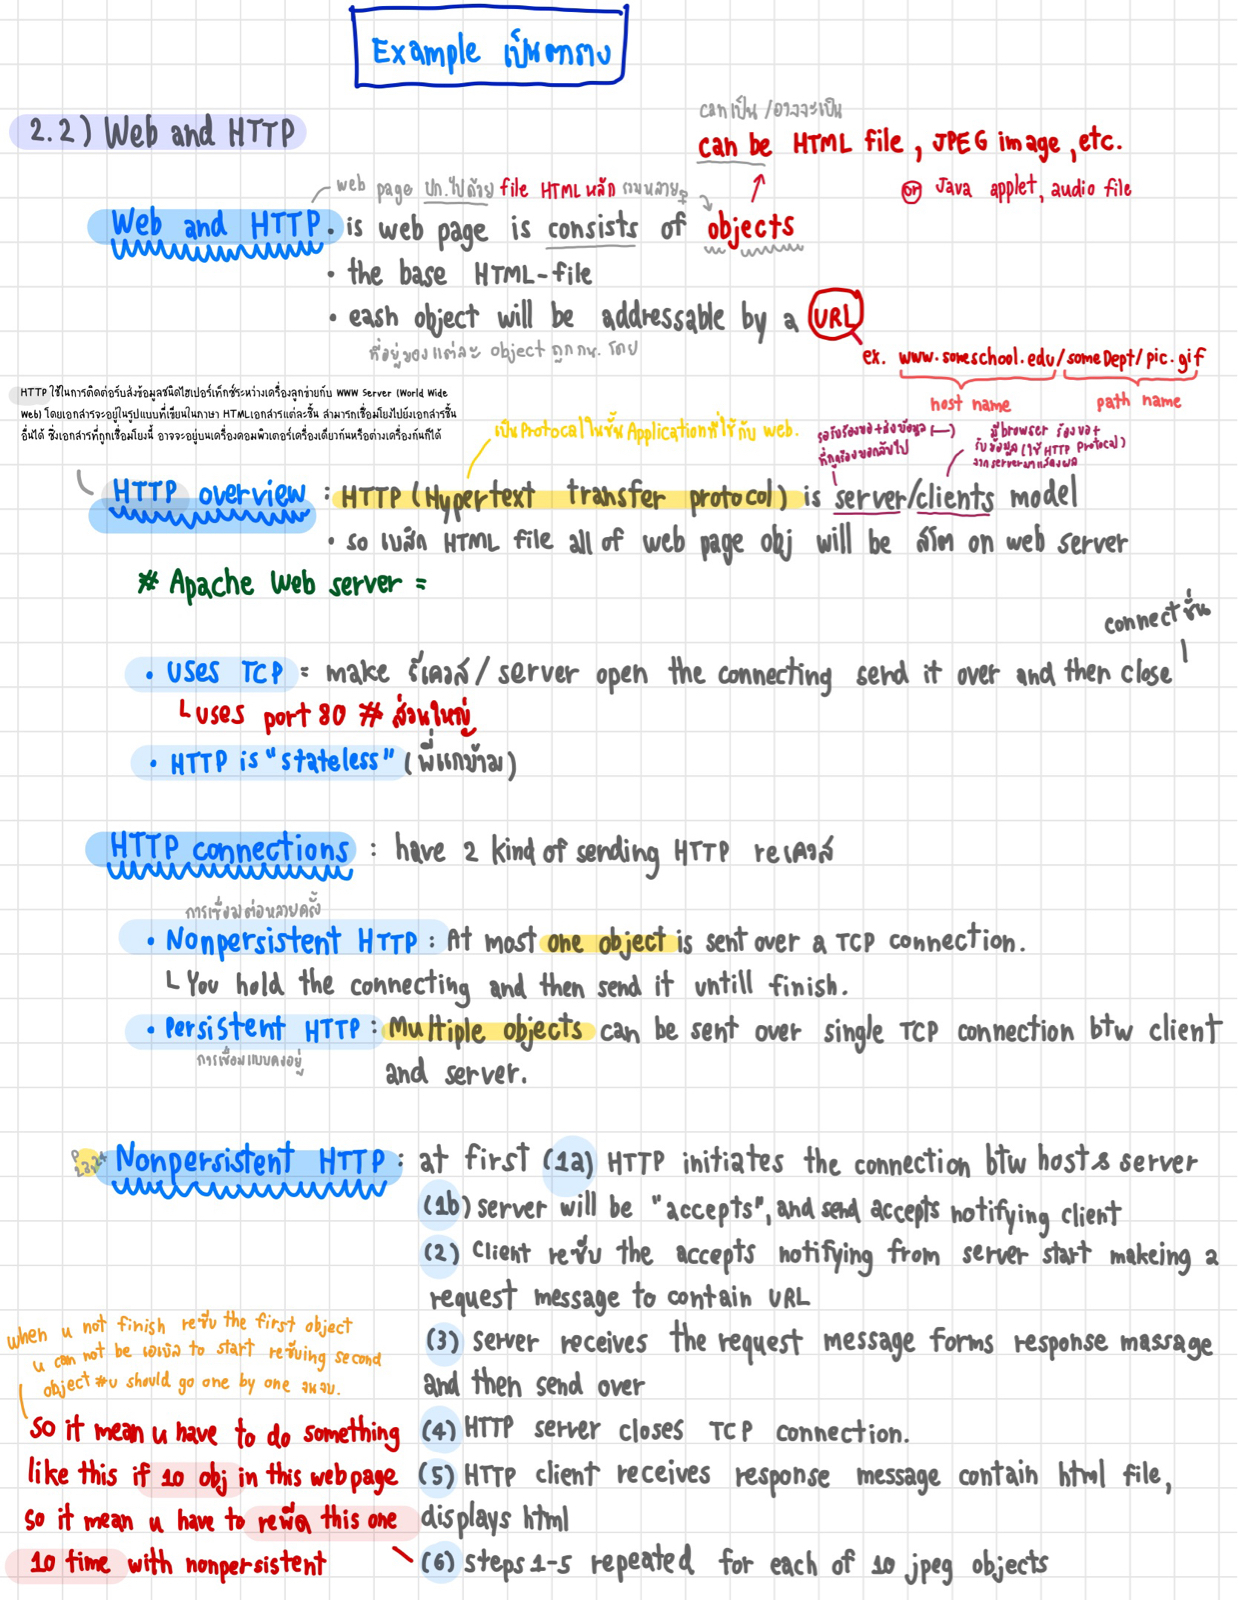 Example เป็นตาราง
2.2) Web and HTTP
can เป็น / อาจจะเป็น
can be HTML file, JPEG image, etc.
or Java applet, audio file
web page ปก.ไปด้วย file HTML หลัก รวมหลายๆ
Web and HTTP • is web page is consists of objects
• the base HTML-file
• eash object will be addressable by a URL
ที่อยู่ของแต่ละ object ถูก กน. โดย
ex. www.someschool.edu/someDept/pic.gif
host name path name
HTTP ใช้ในการติดต่อรับส่งข้อมูลชนิดไฮเปอร์เท็กซ์ระหว่างเครื่องลูกข่ายกับ WWW Server (World Wide
Web) โดยเอกสารจะอยู่ในรูปแบบที่เขียนในภาษา HTMLเอกสารแต่ละชิ้น สามารถเชื่อมโยงไปยังเอกสารชิ้น
อื่นได้ ซึ่งเอกสารที่ถูกเชื่อมโยงนี้ อาจจะอยู่บนเครื่องคอมพิวเตอร์เครื่องเดียวกันหรือต่างเครื่องกันก็ได้
เป็น Protocal ในชั้น Application ที่ใช้กับ web.
รอรับร้องขอ+ส่งข้อมูล
ที่ถูกร้องขอกลับไป
มี browser ร้องขอ+
รับข้อมูล (ใช้ HTTP Protocal)
จาก server มาแสดงผล
HTTP overview : HTTP (Hypertext transfer protocol) is server/clients model
• so เบสิก HTML file all of web page obj will be สโต on web server
# Apache Web server =
connect ชั่น
• uses TCP = make รีเควส / server open the connecting send it over and then close
uses port 80 # ส่วนใหญ่
• HTTP is "stateless" (พี่แกข้าม)
HTTP connections : have 2 kind of sending HTTP reเควส
การเชื่อมต่อหลายครั้ง
• Nonpersistent HTTP : At most one object is sent over a TCP connection.
You hold the connecting and then send it untill finish.
• Persistent HTTP : Multiple objects can be sent over single TCP connection btw client
การเชื่อมแบบคงอยู่
and server.
Nonpersistent HTTP : at first (1a) HTTP initiates the connection btw host & server
(1b) server will be "accepts", and send accepts notifying client
(2) Client reซีบ the accepts notifying from server start makeing a
request message to contain URL
(3) server receives the request message forms response massage
and then send over
(4) HTTP server closes TCP connection.
(5) HTTP client receives response message contain html file,
displays html
(6) steps 1-5 repeated for each of 10 jpeg objects
when u not finish reซีบ the first object
u can not be เอเบิล to start reซีบing second
object #u should go one by one
so it mean u have to do something
like this if 10 obj in this web page
so it mean u have to reพีด this one
10 time with nonpersistent